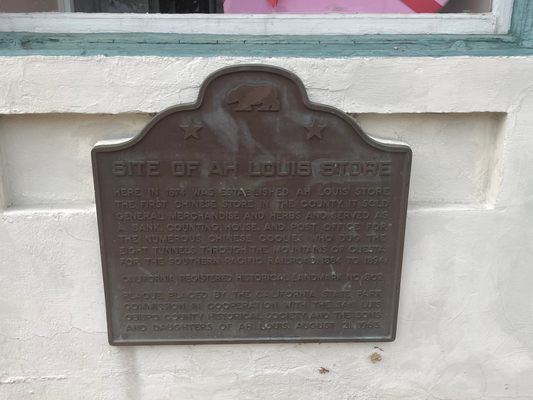 SITE OF AH LOUIS STORE
HERE IN 1874 WAS ESTABLISHED AH LOUIS STORE
THE FIRST CHINESE STORE IN THE COUNTY. IT SOLD
GENERAL MERCHANDISE AND HERBS AND SERVED AS
A BANK, COUNTING HOUSE, AND POST OFFICE FOR
THE NUMEROUS CHINESE COOLIES WHO DUG THE
EIGHT TUNNELS THROUGH THE MOUNTAINS OF CUESTA
FOR THE SOUTHERN PACIFIC RAILROAD, 1884 TO 1894.
CALIFORNIA REGISTERED HISTORICAL LANDMARK NO. 802
PLAQUE PLACED BY THE CALIFORNIA STATE PARK
COMMISSION IN COOPERATION WITH THE SAN LUIS
OBISPO COUNTY HISTORICAL SOCIETY AND THE SONS
AND DAUGHTERS OF AH LOUIS, AUGUST 21, 1965.